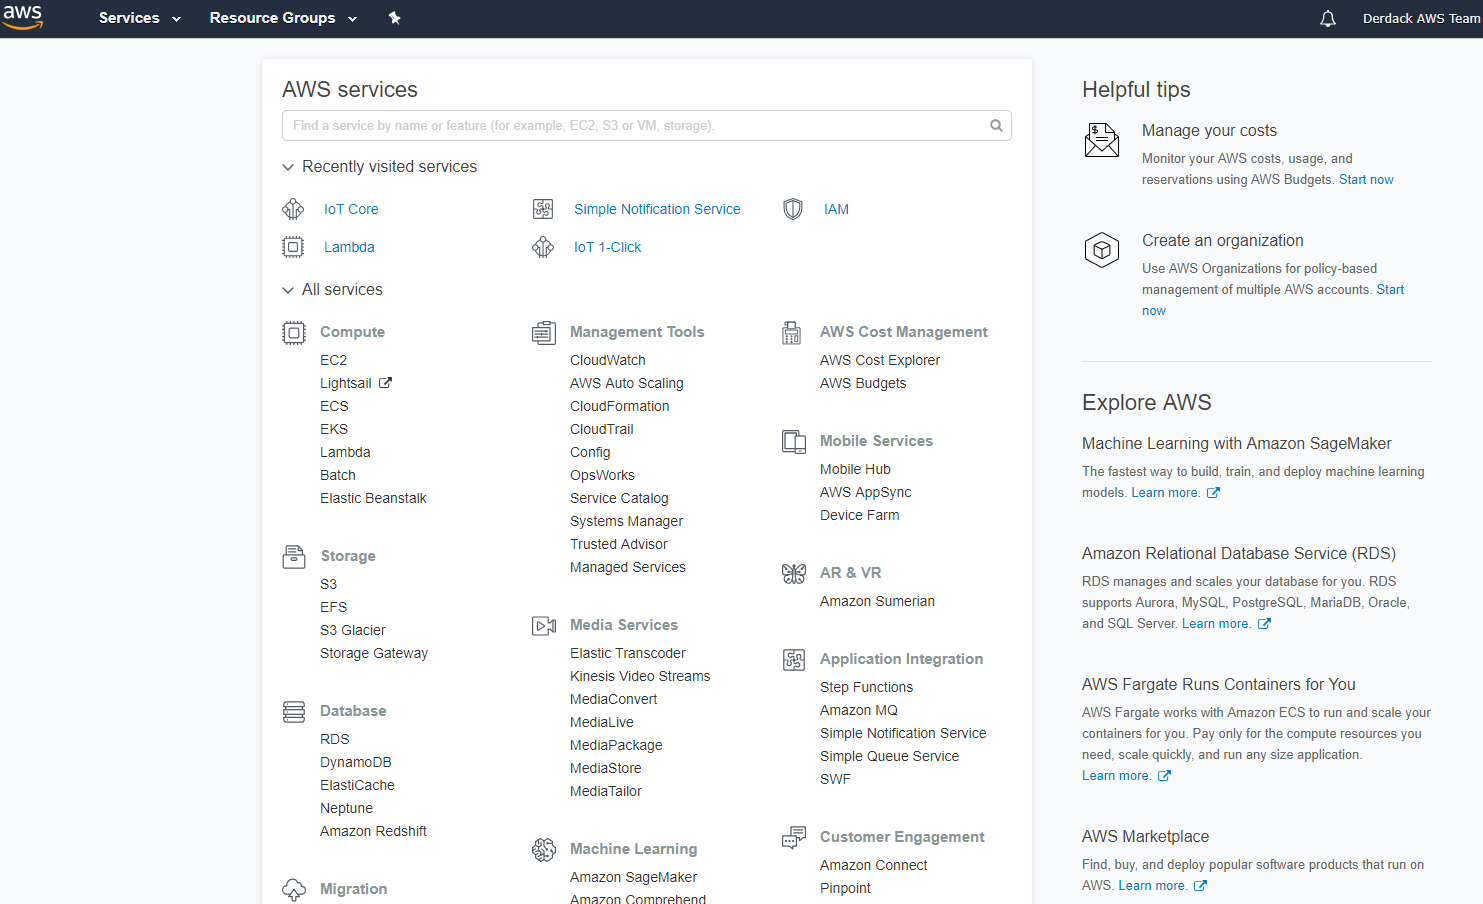 aws
Services
Resource Groups
Derdack AWS Team
AWS services
Find a service by name or feature (for example, EC2, S3 or VM, storage).
Recently visited services
IoT Core
Simple Notification Service
IAM
Lambda
IoT 1-Click
All services
Compute
EC2
Lightsail
ECS
EKS
Lambda
Batch
Elastic Beanstalk
Storage
S3
EFS
S3 Glacier
Storage Gateway
Database
RDS
DynamoDB
ElastiCache
Neptune
Amazon Redshift
Migration
Management Tools
CloudWatch
AWS Auto Scaling
CloudFormation
CloudTrail
Config
OpsWorks
Service Catalog
Systems Manager
Trusted Advisor
Managed Services
Media Services
Elastic Transcoder
Kinesis Video Streams
MediaConvert
MediaLive
MediaPackage
MediaStore
MediaTailor
Machine Learning
Amazon SageMaker
Amazon Comprehend
AWS Cost Management
AWS Cost Explorer
AWS Budgets
Mobile Services
Mobile Hub
AWS AppSync
Device Farm
AR & VR
Amazon Sumerian
Application Integration
Step Functions
Amazon MQ
Simple Notification Service
Simple Queue Service
SWF
Customer Engagement
Amazon Connect
Pinpoint
Helpful tips
Manage your costs
Monitor your AWS costs, usage, and
reservations using AWS Budgets. Start now
Create an organization
Use AWS Organizations for policy-based
management of multiple AWS accounts. Start
now
Explore AWS
Machine Learning with Amazon SageMaker
The fastest way to build, train, and deploy machine learning
models. Learn more.
Amazon Relational Database Service (RDS)
RDS manages and scales your database for you. RDS
supports Aurora, MySQL, PostgreSQL, MariaDB, Oracle,
and SQL Server. Learn more.
AWS Fargate Runs Containers for You
AWS Fargate works with Amazon ECS to run and scale your
containers for you. Pay only for the compute resources you
need, scale quickly, and run any size application.
Learn more.
AWS Marketplace
Find, buy, and deploy popular software products that run on
AWS. Learn more.